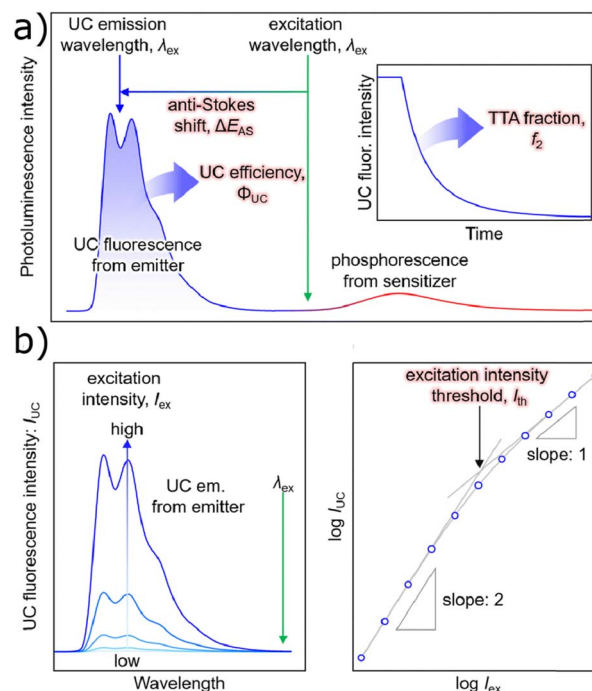 a)
UC emission
wavelength, λex
excitation
wavelength, λex
anti-Stokes
shift, ΔEAS
UC efficiency,
ΦUC
UC fluorescence
from emitter
Photoluminescence intensity
UC fluor. intensity
TTA fraction,
f2
Time
phosphorescence
from sensitizer
b)
excitation
intensity, Iex
high
UC em.
from emitter
λex
low
UC fluorescence intensity: IUC
Wavelength
excitation intensity
threshold, Ith
slope: 1
slope: 2
log IUC
log Iex